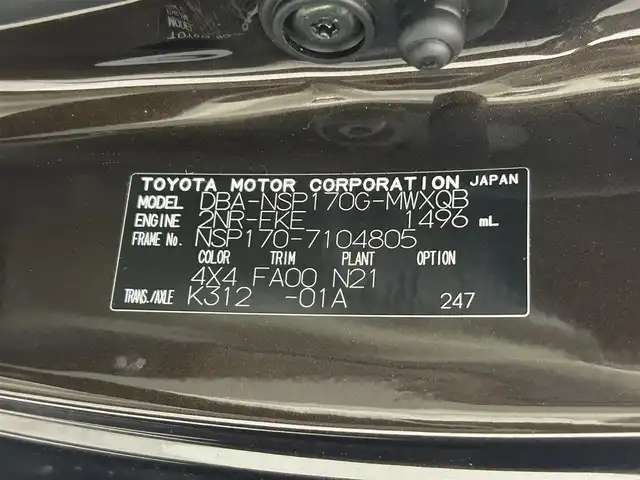 TOYOTA MOTOR CORPORATION JAPAN
MODEL DBA-NSP170G-MWXQB
ENGINE 2NR-FKE 1496 mL
FRAME No. NSP170-7104805
COLOR TRIM PLANT OPTION
4X4 FA00 N21
TRANS./AXLE K312 -01A 247